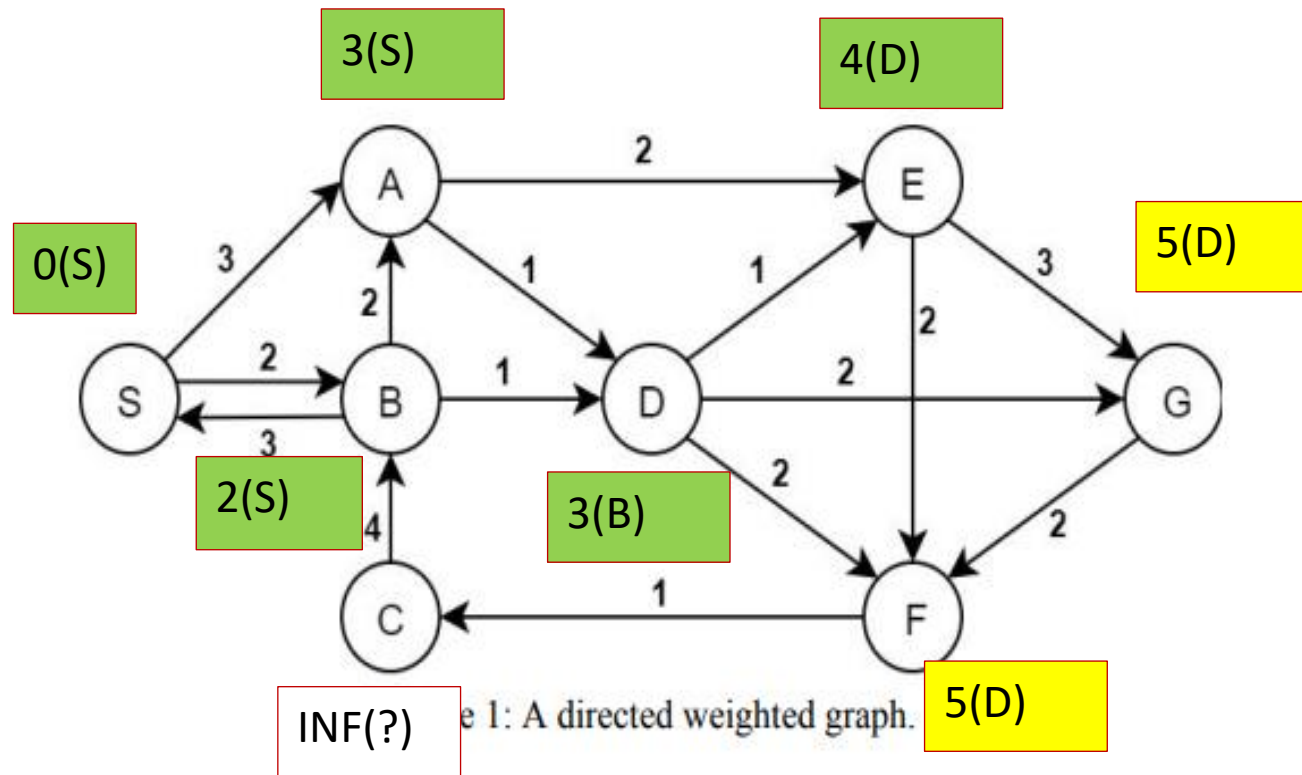 3(S)
4(D)
A
2
E
0(S)
5(D)
3
1
1
3
2
2
S
2
B
1
D
2
G
3
2(S)
4
3(B)
2
2
C
1
F
INF(?)
e 1: A directed weighted graph.
5(D)